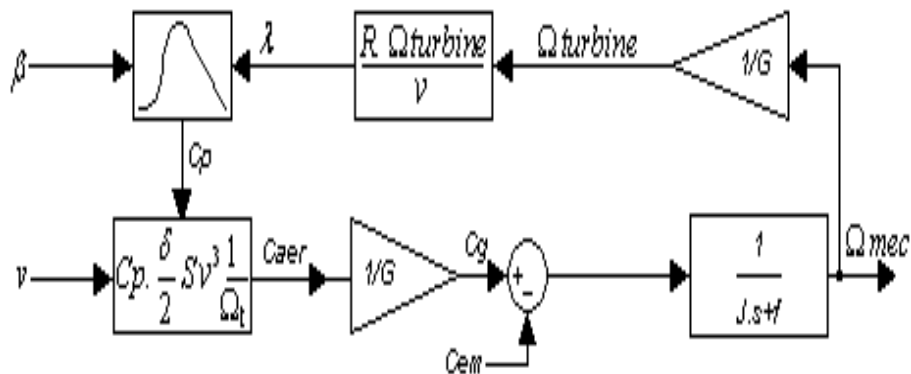 β
λ
R Ωturbine
v
Ωturbine
1/G
Cp
v
Cp. δ/2 Sv³ 1/Ωt
Caer
1/G
Cg
+
−
Cem
1
J.s+f
Ωmec